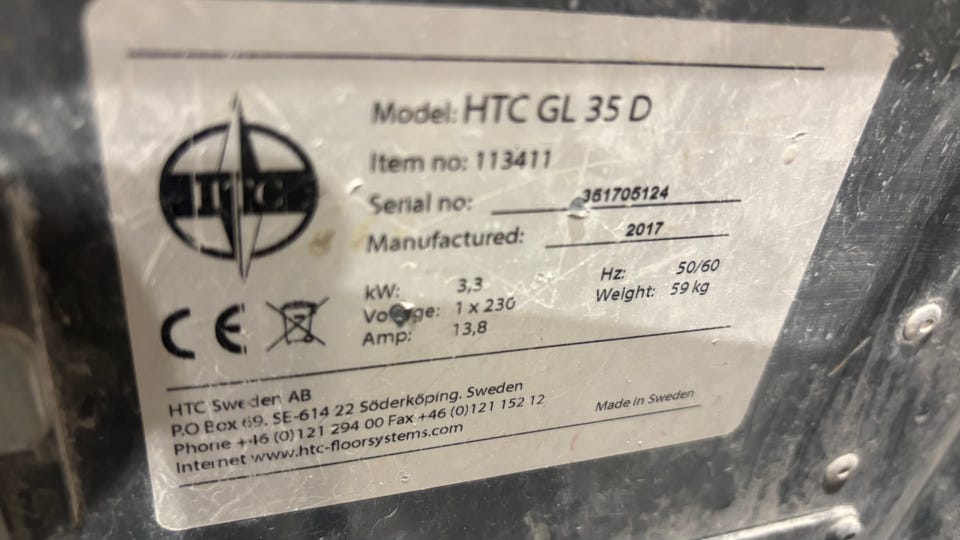 HTC
Model: HTC GL 35 D
Item no: 113411
Serial no: 351705124
Manufactured: 2017
kW: 3,3
Hz: 50/60
Voltage: 1 x 230
Weight: 59 kg
Amp: 13,8
CE
HTC Sweden AB
P.O Box 69. SE-614 22 Söderköping. Sweden
Phone +46 (0)121 294 00 Fax +46 (0)121 152 12
Internet www.htc-floorsystems.com
Made in Sweden